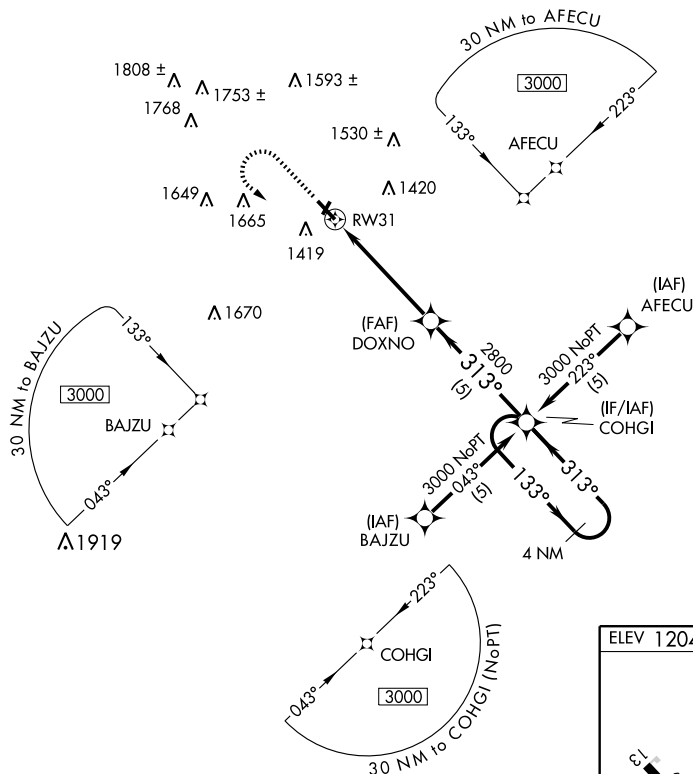 30 NM to AFECU
3000
133°
223°
AFECU
1808 ±
1753 ±
1593 ±
1768
1530 ±
1649
1665
1420
1419
RW31
1670
30 NM to BAJZU
133°
3000
BAJZU
043°
1919
(FAF)
DOXNO
2800
313°
(5)
(IAF)
AFECU
3000 NoPT
223°
(5)
(IF/IAF)
COHGI
3000 NoPT
043°
(5)
133°
313°
(IAF)
BAJZU
4 NM
223°
COHGI
043°
3000
30 NM to COHGI (NoPT)
ELEV 1204
13